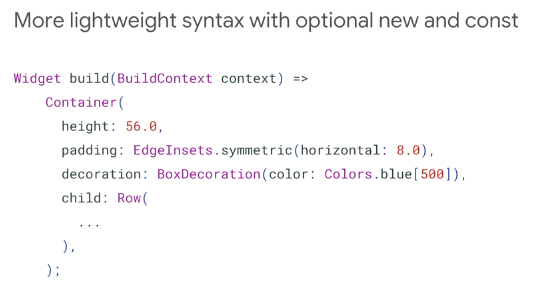 More lightweight syntax with optional new and const
Widget build(BuildContext context) =>
Container(
height: 56.0,
padding: EdgeInsets.symmetric(horizontal: 8.0),
decoration: BoxDecoration(color: Colors.blue[500]),
child: Row(
...
),
);